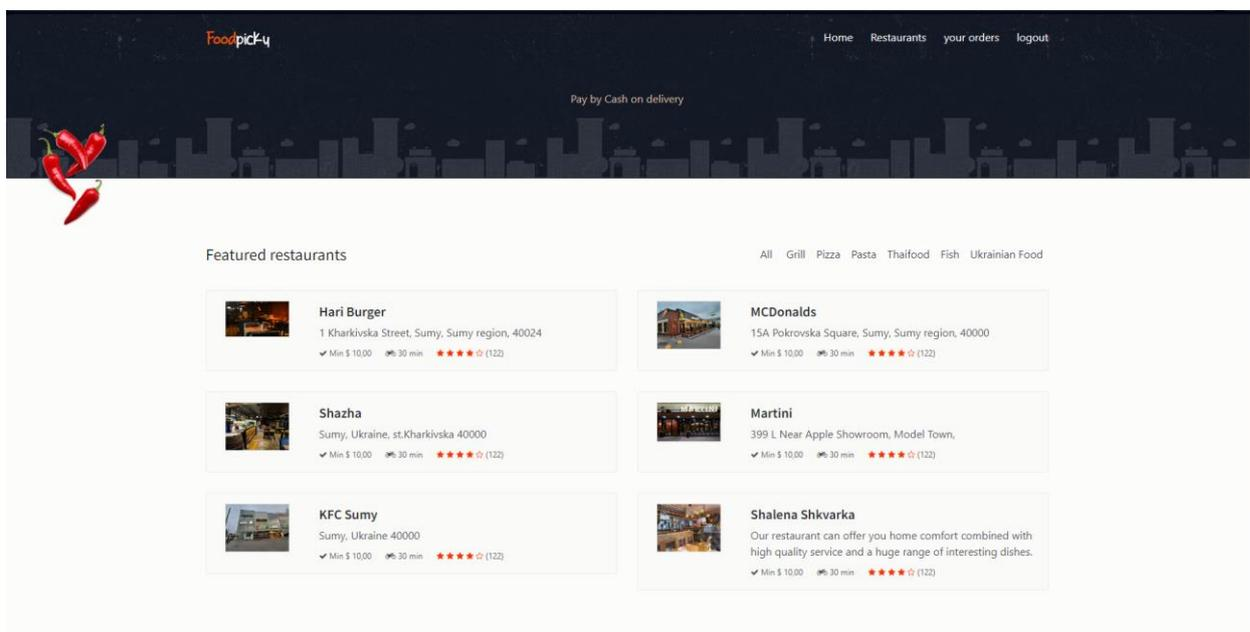 Foodpicky
Home Restaurants your orders logout
Pay by Cash on delivery
Featured restaurants
All Grill Pizza Pasta Thaifood Fish Ukrainian Food
Hari Burger
1 Kharkivska Street, Sumy, Sumy region, 40024
Min $ 10,00 30 min (122)
MCDonalds
15A Pokrovska Square, Sumy, Sumy region, 40000
Min $ 10,00 30 min (122)
Shazha
Sumy, Ukraine, st.Kharkivska 40000
Min $ 10,00 30 min (122)
MARTINI
Martini
399 L Near Apple Showroom, Model Town,
Min $ 10,00 30 min (122)
KFC Sumy
Sumy, Ukraine 40000
Min $ 10,00 30 min (122)
Shalena Shkvarka
Our restaurant can offer you home comfort combined with
high quality service and a huge range of interesting dishes.
Min $ 10,00 30 min (122)